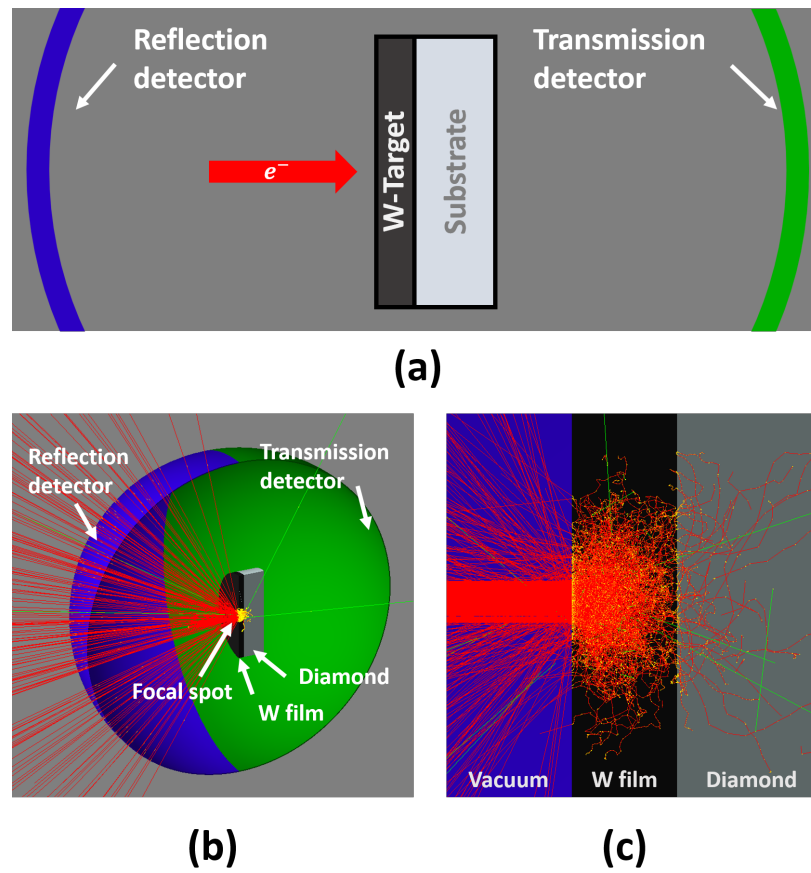 Reflection
detector
Transmission
detector
e⁻
W-Target
Substrate
(a)
Reflection
detector
Transmission
detector
Focal spot
Diamond
W film
(b)
Vacuum
W film
Diamond
(c)